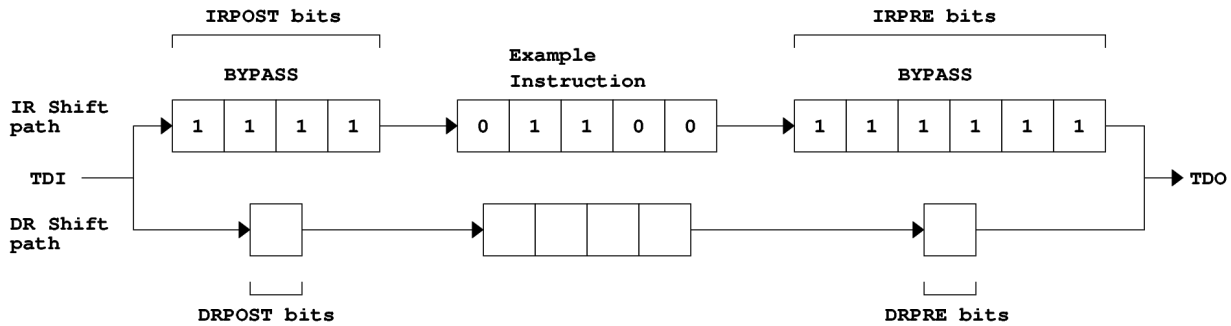 IRPOST bits
IRPRE bits
Example
Instruction
BYPASS
BYPASS
IR Shift
path
1 1 1 1
0 1 1 0 0
1 1 1 1 1 1
TDI
TDO
DR Shift
path
DRPOST bits
DRPRE bits